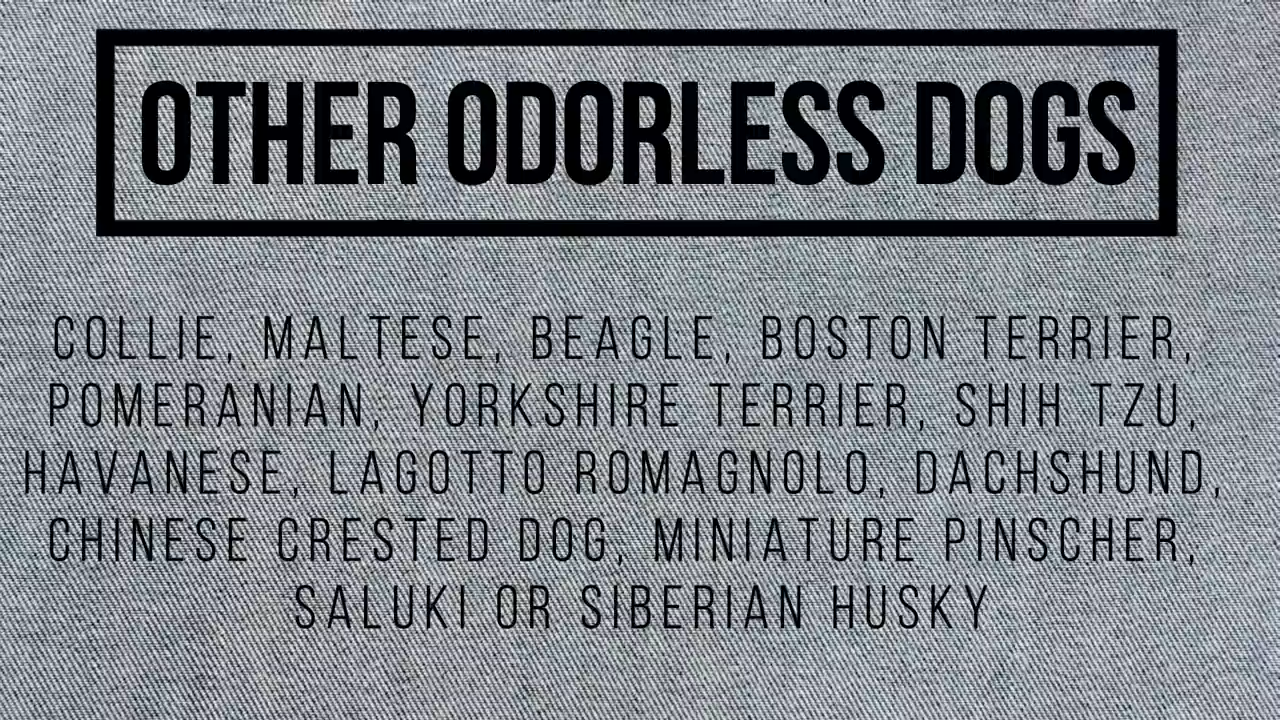 OTHER ODORLESS DOGS
COLLIE, MALTESE, BEAGLE, BOSTON TERRIER,
POMERANIAN, YORKSHIRE TERRIER, SHIH TZU,
HAVANESE, LAGOTTO ROMAGNOLO, DACHSHUND,
CHINESE CRESTED DOG, MINIATURE PINSCHER,
SALUKI OR SIBERIAN HUSKY